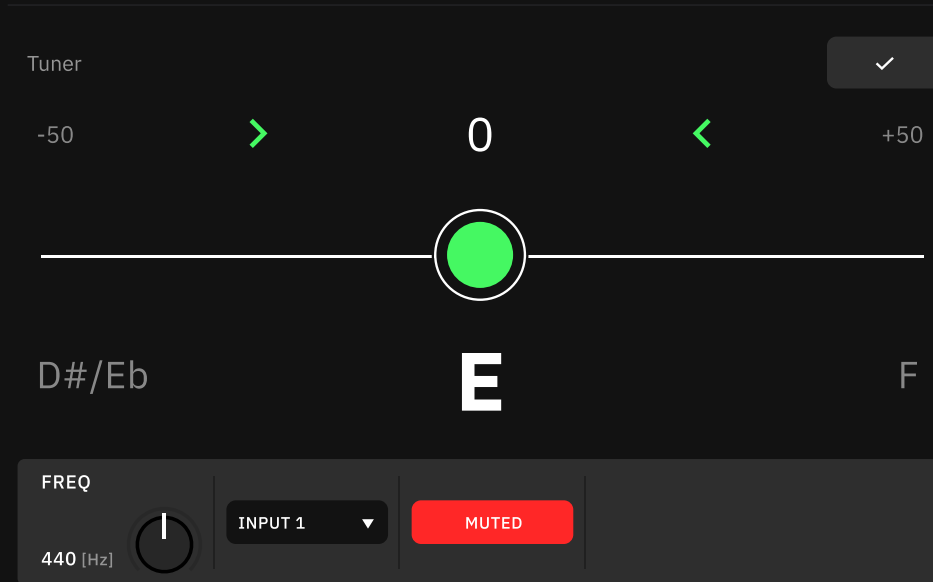 Tuner
-50 0 +50
D#/Eb E F
FREQ
INPUT 1 MUTED
440 [Hz]